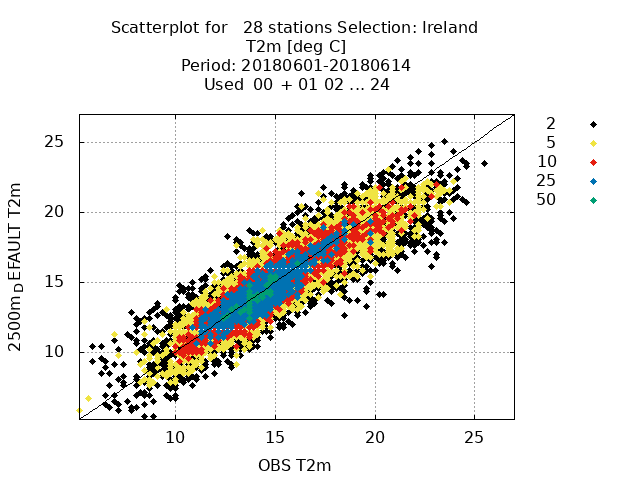 Scatterplot for   28 stations Selection: Ireland
T2m [deg C]
Period: 20180601-20180614
Used  00 + 01 02 ... 24
2
5
10
25
50
25
20
15
10
2500m_DEFAULT T2m
10
15
20
25
OBS T2m